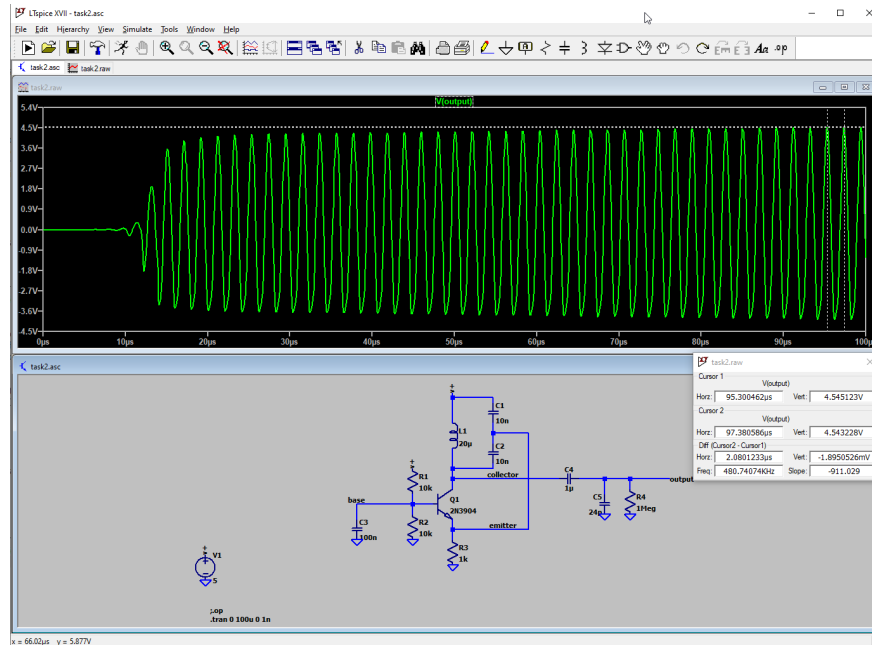 LTspice XVII - task2.asc
File Edit Hierarchy View Simulate Tools Window Help
task2.asc task2.raw
task2.raw
V(output)
5.4V
4.5V
3.6V
2.7V
1.8V
0.9V
0.0V
-0.9V
-1.8V
-2.7V
-3.6V
-4.5V
0µs 10µs 20µs 30µs 40µs 50µs 60µs 70µs 80µs 90µs 100µ
task2.asc
task2.raw
Cursor 1
V(output)
Horz: 95.300462µs Vert: 4.545123V
Cursor 2
V(output)
Horz: 97.380586µs Vert: 4.543228V
Diff (Cursor2 - Cursor1)
Horz: 2.0801233µs Vert: -1.8950526mV
Freq: 480.74074KHz Slope: -911.029
C1
10n
L1
20µ
C2
10n
collector
C4
1µ
output
R1
10k
base
Q1
2N3904
C5
24p
R4
1Meg
C3
100n
R2
10k
emitter
R3
1k
V1
5
;.op
.tran 0 100u 0 1n
x = 66.02µs y = 5.877V